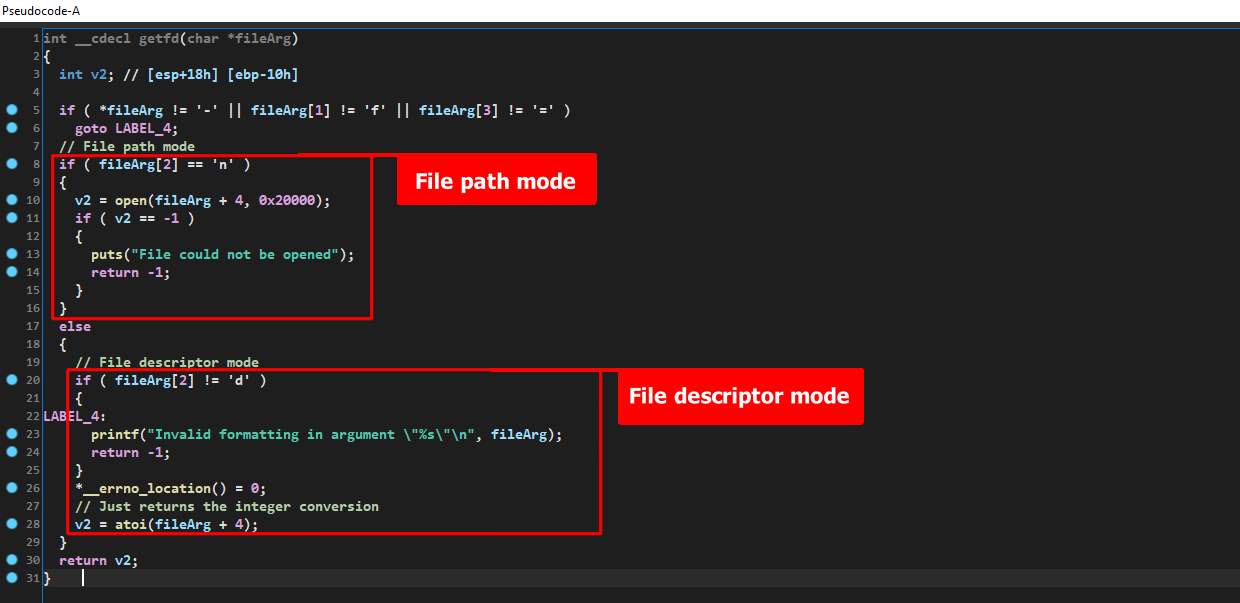 Pseudocode-A
1 int __cdecl getfd(char *fileArg)
2 {
3 int v2; // [esp+18h] [ebp-10h]
4
5 if ( *fileArg != '-' || fileArg[1] != 'f' || fileArg[3] != '=' )
6 goto LABEL_4;
7 // File path mode
8 if ( fileArg[2] == 'n' )
File path mode
9 {
10 v2 = open(fileArg + 4, 0x20000);
11 if ( v2 == -1 )
12 {
13 puts("File could not be opened");
14 return -1;
15 }
16 }
17 else
18 {
19 // File descriptor mode
20 if ( fileArg[2] != 'd' )
File descriptor mode
21 {
22 LABEL_4:
23 printf("Invalid formatting in argument \"%s\"\n", fileArg);
24 return -1;
25 }
26 *__errno_location() = 0;
27 // Just returns the integer conversion
28 v2 = atoi(fileArg + 4);
29 }
30 return v2;
31 }